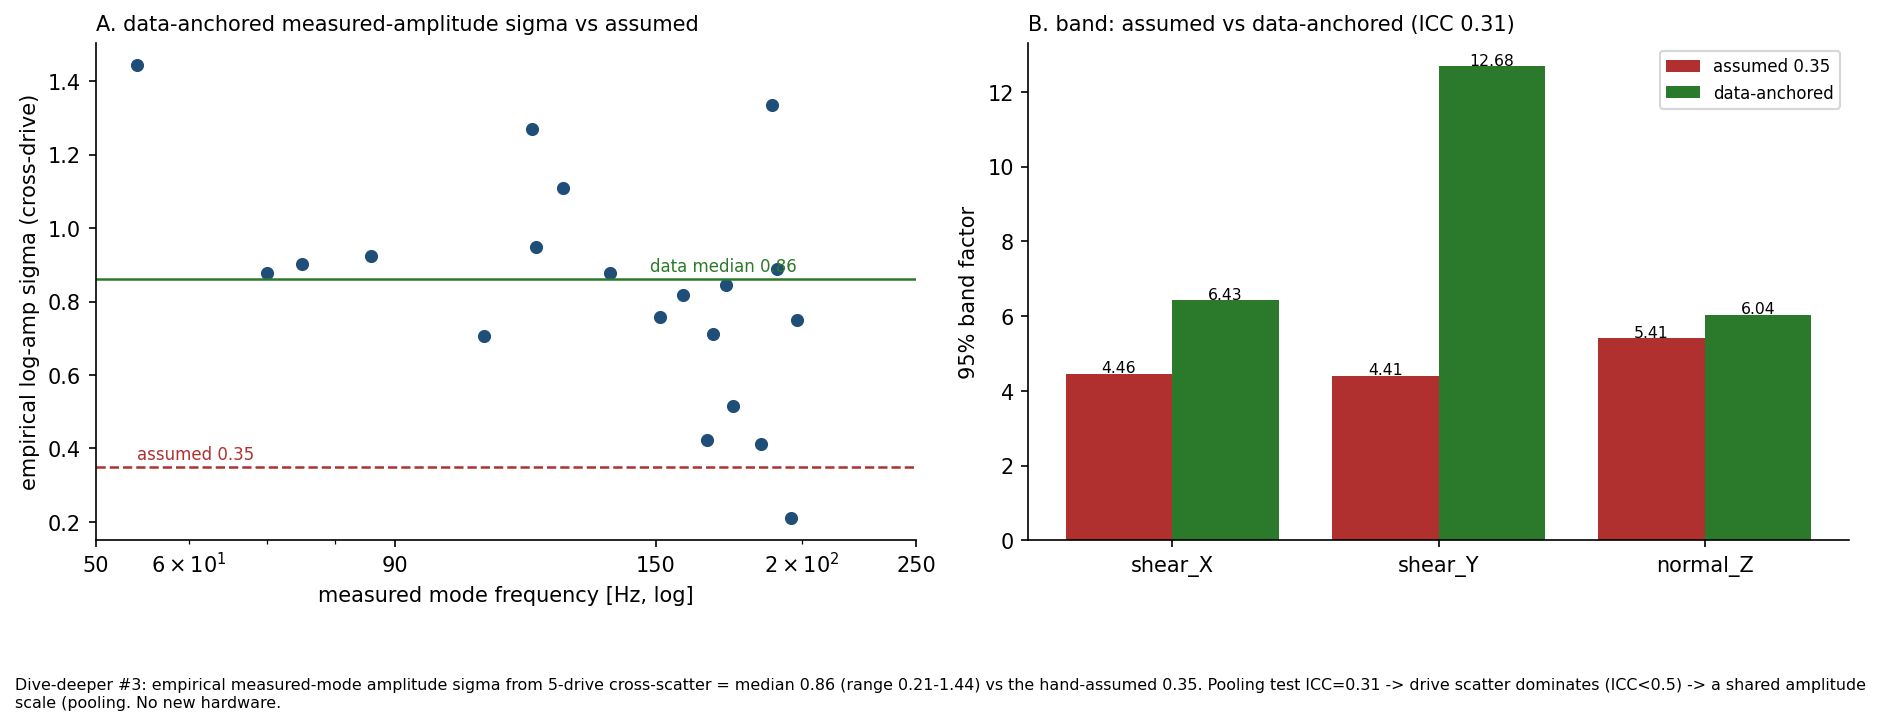 A. data-anchored measured-amplitude sigma vs assumed
empirical log-amp sigma (cross-drive)
1.4
1.2
1.0
0.8
0.6
0.4
0.2
data median 0.86
assumed 0.35
50
6 × 10¹
90
150
2 × 10²
250
measured mode frequency [Hz, log]
B. band: assumed vs data-anchored (ICC 0.31)
95% band factor
12
10
8
6
4
2
0
assumed 0.35
data-anchored
4.46
6.43
4.41
12.68
5.41
6.04
shear_X
shear_Y
normal_Z
Dive-deeper #3: empirical measured-mode amplitude sigma from 5-drive cross-scatter = median 0.86 (range 0.21-1.44) vs the hand-assumed 0.35. Pooling test ICC=0.31 -> drive scatter dominates (ICC<0.5) -> a shared amplitude
scale (pooling. No new hardware.